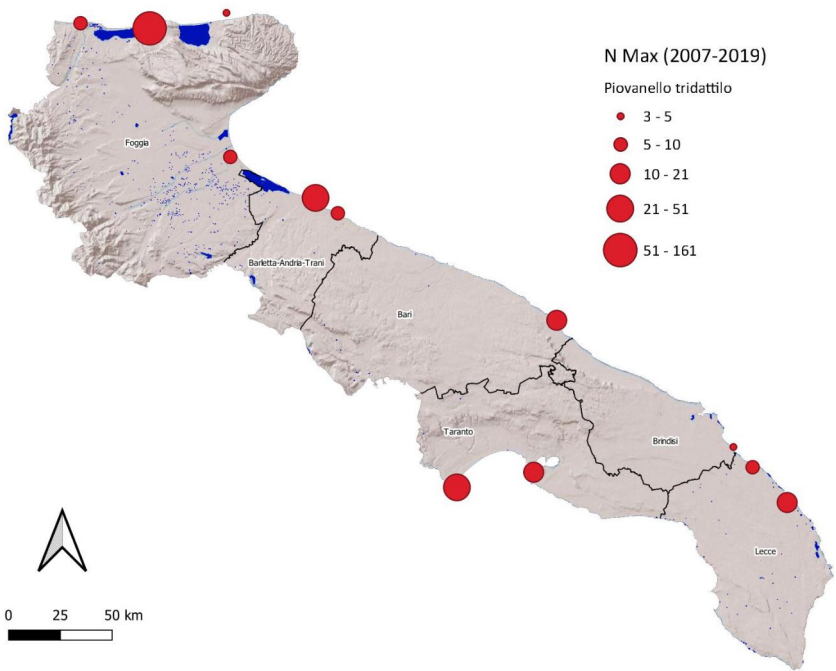 N Max (2007-2019)
Piovanello tridattilo
3 - 5
5 - 10
10 - 21
21 - 51
51 - 161
Foggia
Barletta-Andria-Trani
Bari
Taranto
Brindisi
Lecce
0 25 50 km